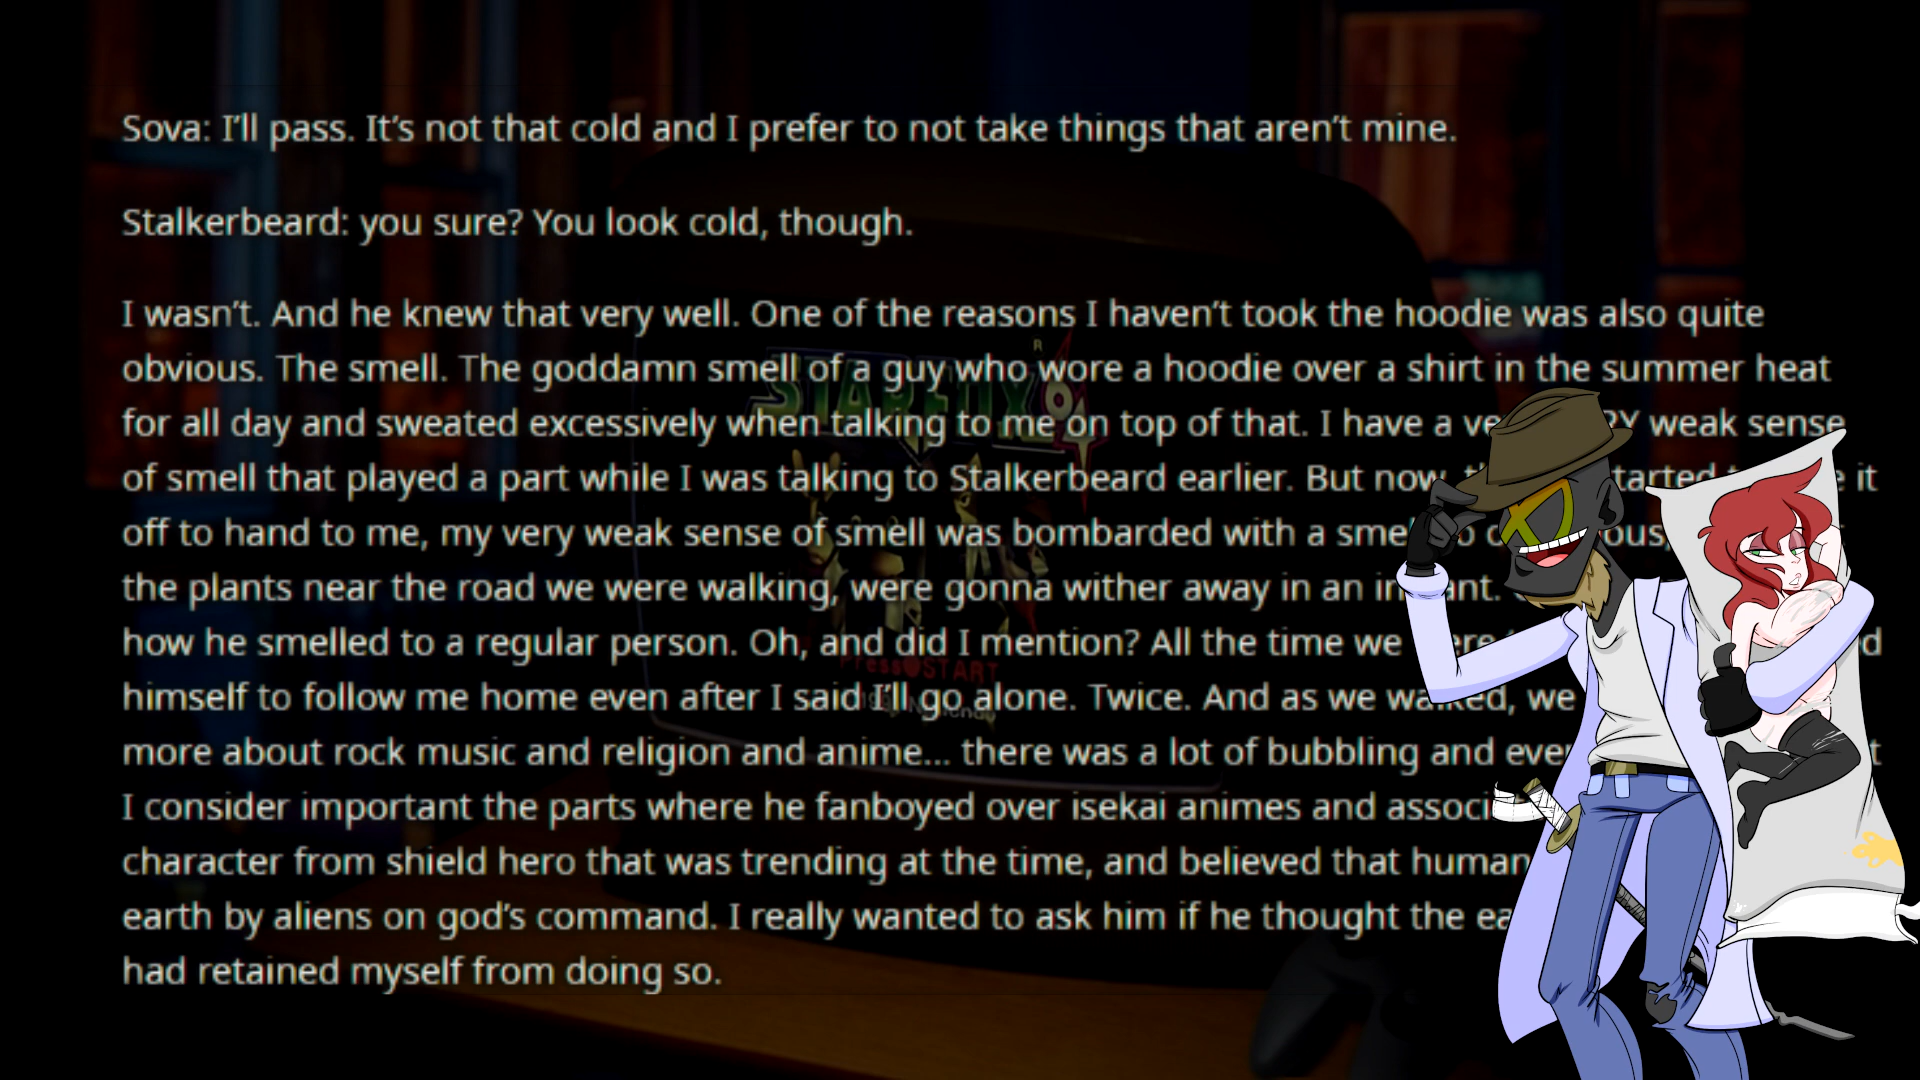 Sova: I’ll pass. It’s not that cold and I prefer to not take things that aren’t mine.
Stalkerbeard: you sure? You look cold, though.
I wasn’t. And he knew that very well. One of the reasons I haven’t took the hoodie was also quite
obvious. The smell. The goddamn smell of a guy who wore a hoodie over a shirt in the summer heat
for all day and sweated excessively when talking to me on top of that. I have a weak sense
of smell that played a part while I was talking to Stalkerbeard earlier. But now, it
off to hand to me, my very weak sense of smell was bombarded with a
the plants near the road we were walking, were gonna wither away in an
how he smelled to a regular person. Oh, and did I mention? All the time we
himself to follow me home even after I said I’ll go alone. Twice. And as we walked, we
more about rock music and religion and anime... there was a lot of bubbling and
I consider important the parts where he fanboyed over isekai animes and
character from shield hero that was trending at the time, and believed that
earth by aliens on god’s command. I really wanted to ask him if he thought the
had retained myself from doing so.
STARFOX
Press START